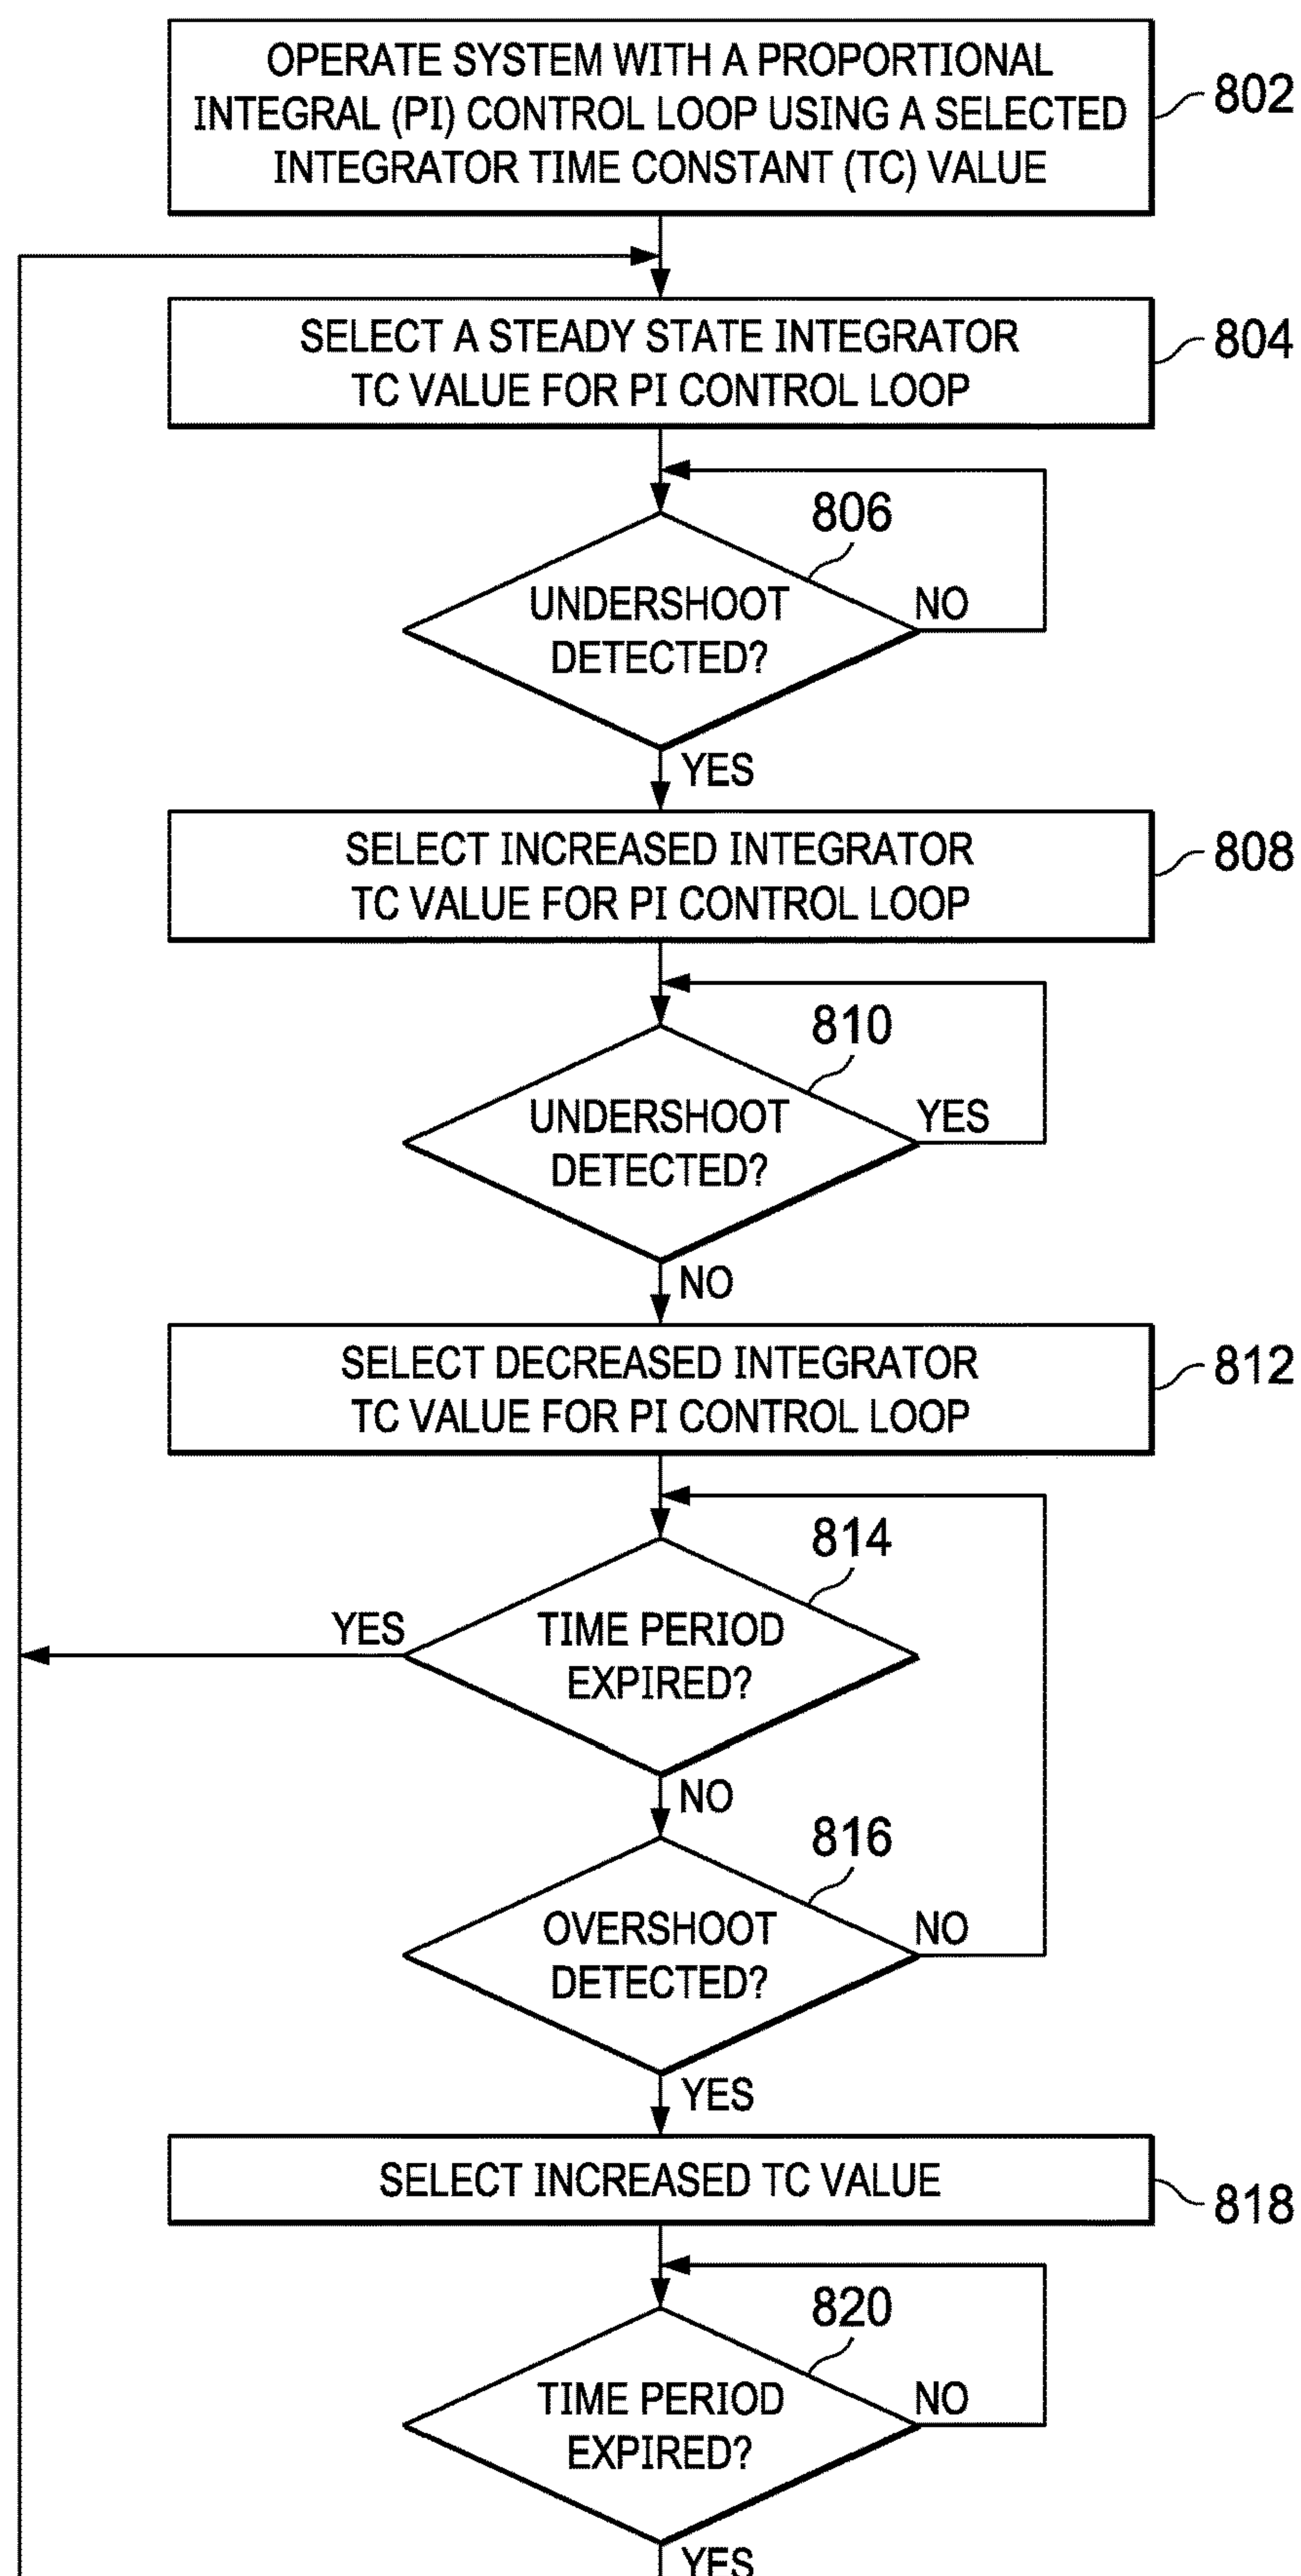 OPERATE SYSTEM WITH A PROPORTIONAL
INTEGRAL (PI) CONTROL LOOP USING A SELECTED
INTEGRATOR TIME CONSTANT (TC) VALUE
802
SELECT A STEADY STATE INTEGRATOR
TC VALUE FOR PI CONTROL LOOP
804
806
UNDERSHOOT
DETECTED?
NO
YES
SELECT INCREASED INTEGRATOR
TC VALUE FOR PI CONTROL LOOP
808
810
UNDERSHOOT
DETECTED?
YES
NO
SELECT DECREASED INTEGRATOR
TC VALUE FOR PI CONTROL LOOP
812
814
YES
TIME PERIOD
EXPIRED?
NO
816
OVERSHOOT
DETECTED?
NO
YES
SELECT INCREASED TC VALUE
818
820
TIME PERIOD
EXPIRED?
NO
YES